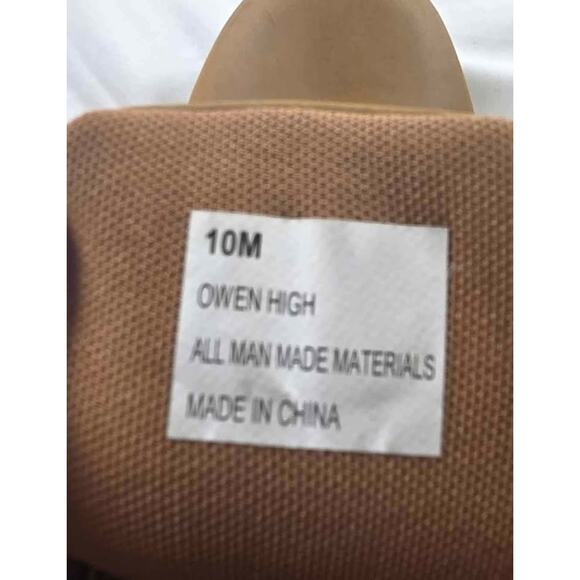 10M
OWEN HIGH
ALL MAN MADE MATERIALS
MADE IN CHINA